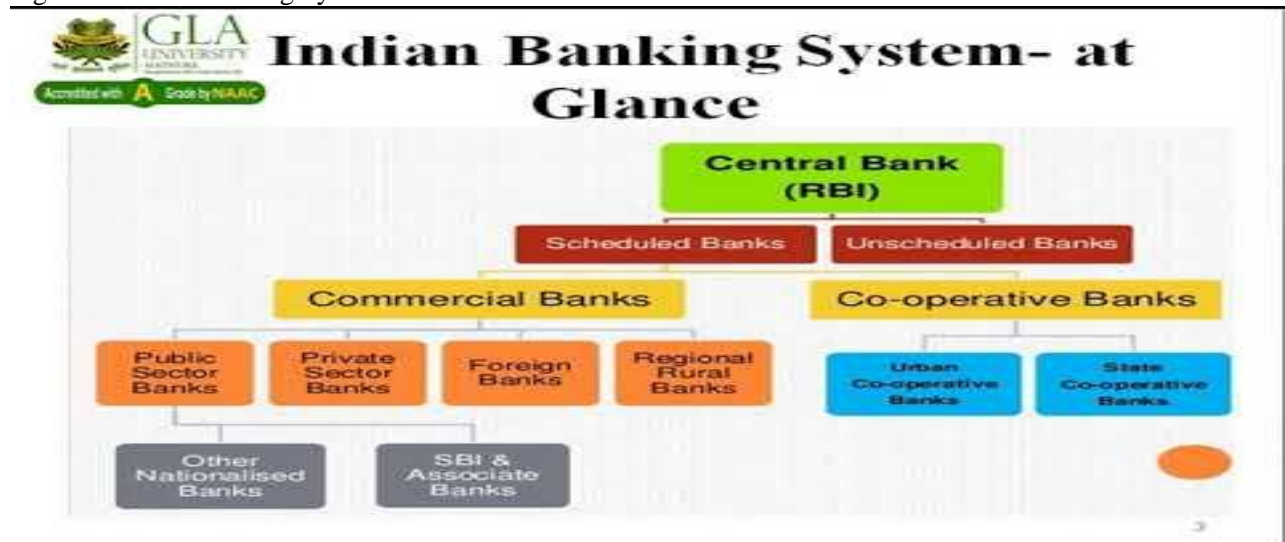 GLA
UNIVERSITY
Accredited with A Grade by NAAC
Indian Banking System- at
Glance
Central Bank
(RBI)
Scheduled Banks
Unscheduled Banks
Commercial Banks
Co-operative Banks
Public
Sector
Banks
Private
Sector
Banks
Foreign
Banks
Regional
Rural
Banks
Urban
Co-operative
Banks
State
Co-operative
Banks
Other
Nationalised
Banks
SBI &
Associate
Banks
3